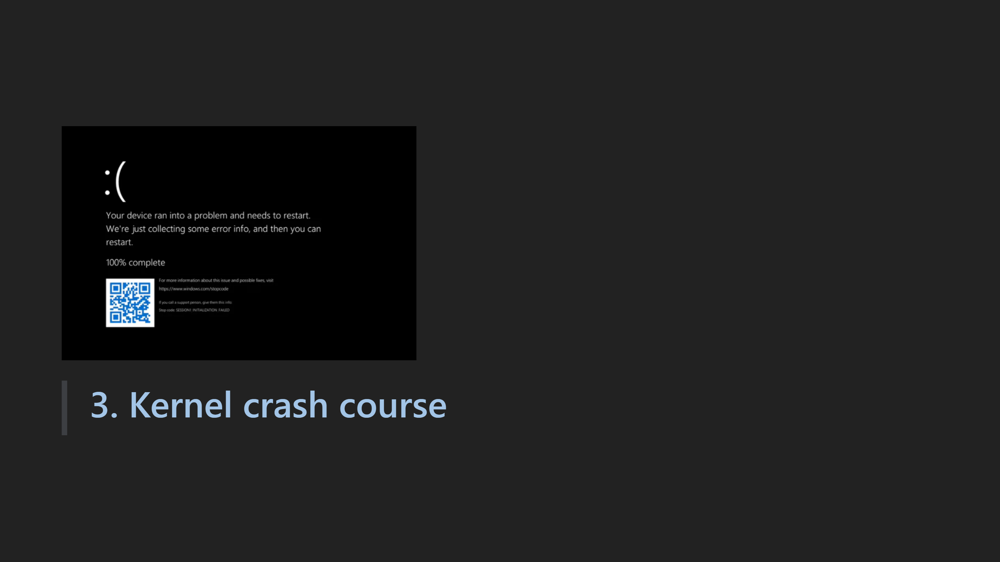 :(
Your device ran into a problem and needs to restart.
We're just collecting some error info, and then you can
restart.
100% complete
For more information about this issue and possible fixes, visit
https://www.windows.com/stopcode
If you call a support person, give them this info:
Stop code: SESSION1_INITIALIZATION_FAILED
3. Kernel crash course